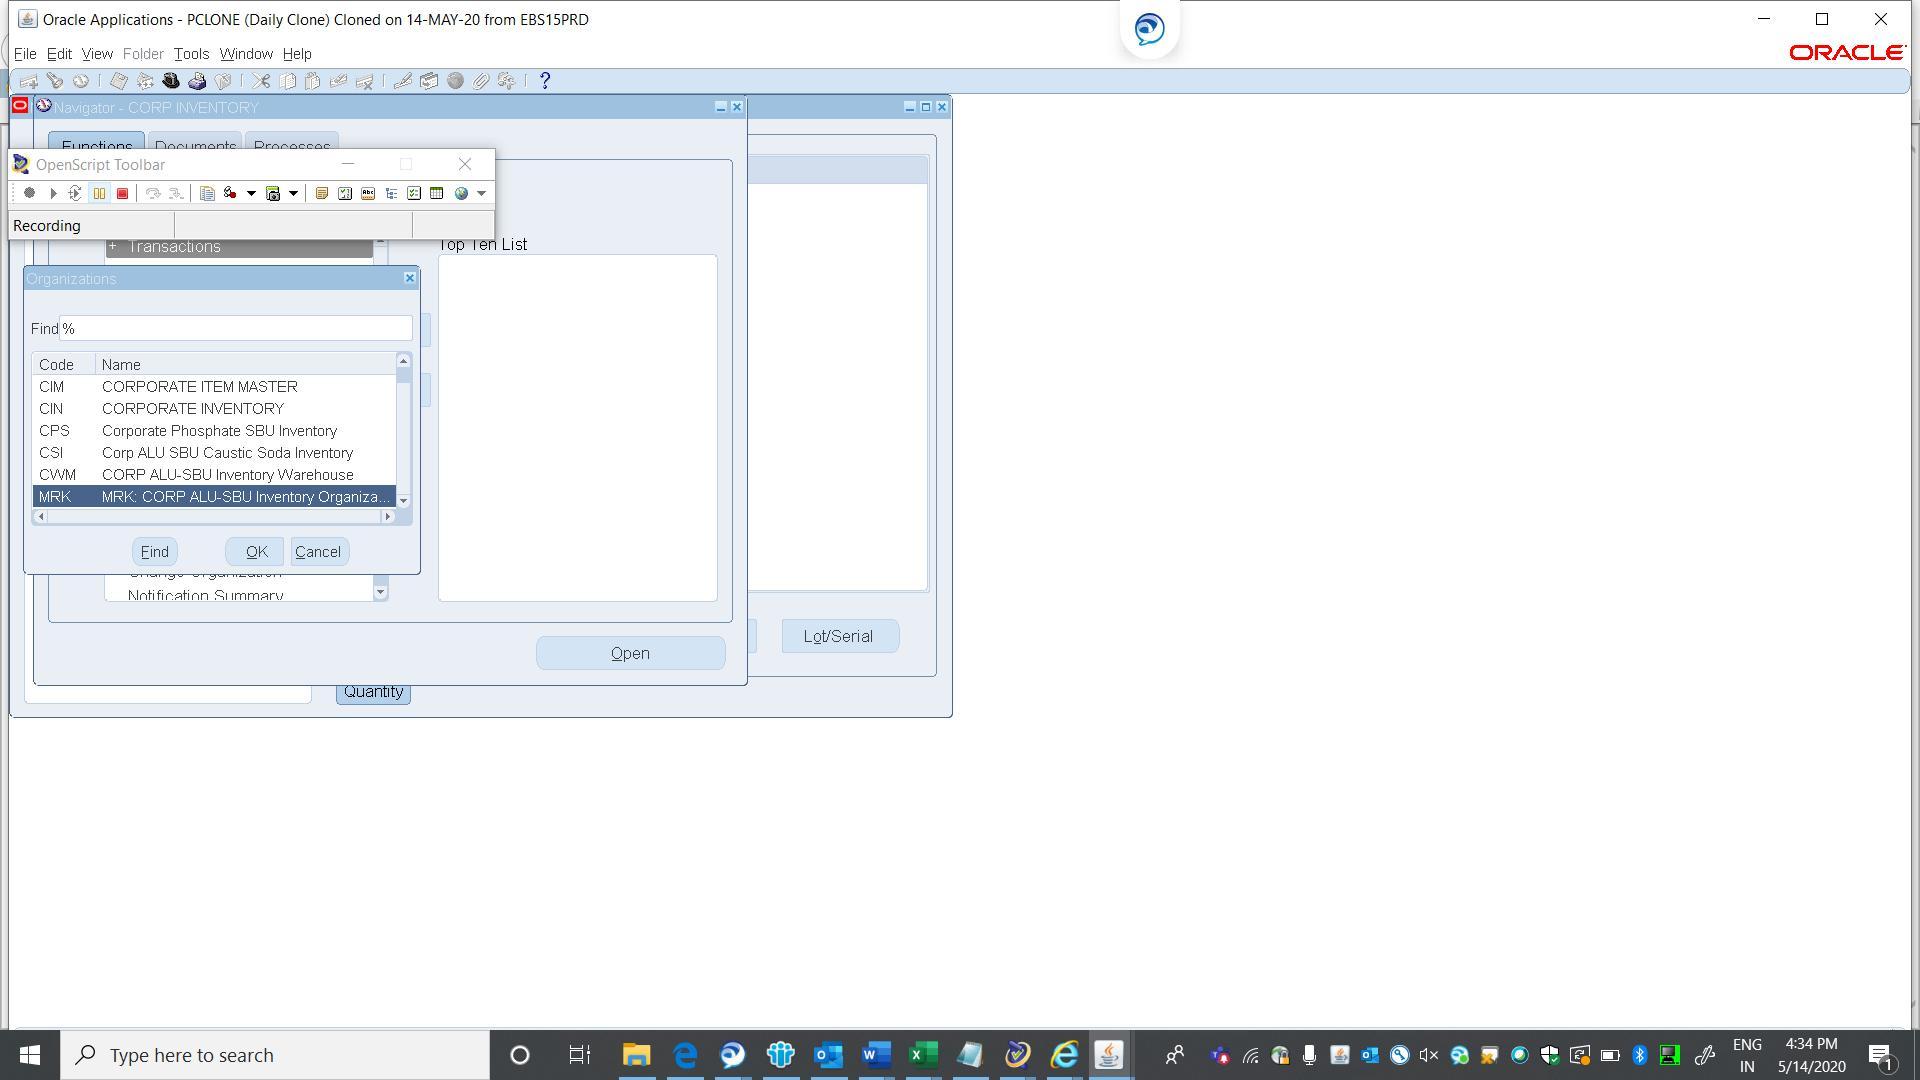 Oracle Applications - PCLONE (Daily Clone) Cloned on 14-MAY-20 from EBS15PRD
File Edit View Folder Tools Window Help
ORACLE
Navigator - CORP INVENTORY
Functions Documents Processes
OpenScript Toolbar
Recording
+ Transactions
Top Ten List
Organizations
Find %
Code Name
CIM CORPORATE ITEM MASTER
CIN CORPORATE INVENTORY
CPS Corporate Phosphate SBU Inventory
CSI Corp ALU SBU Caustic Soda Inventory
CWM CORP ALU-SBU Inventory Warehouse
MRK MRK: CORP ALU-SBU Inventory Organiza...
Find OK Cancel
Change Organization
Notification Summary
Lot/Serial
Open
Quantity
Type here to search
ENG
IN
4:34 PM
5/14/2020
1